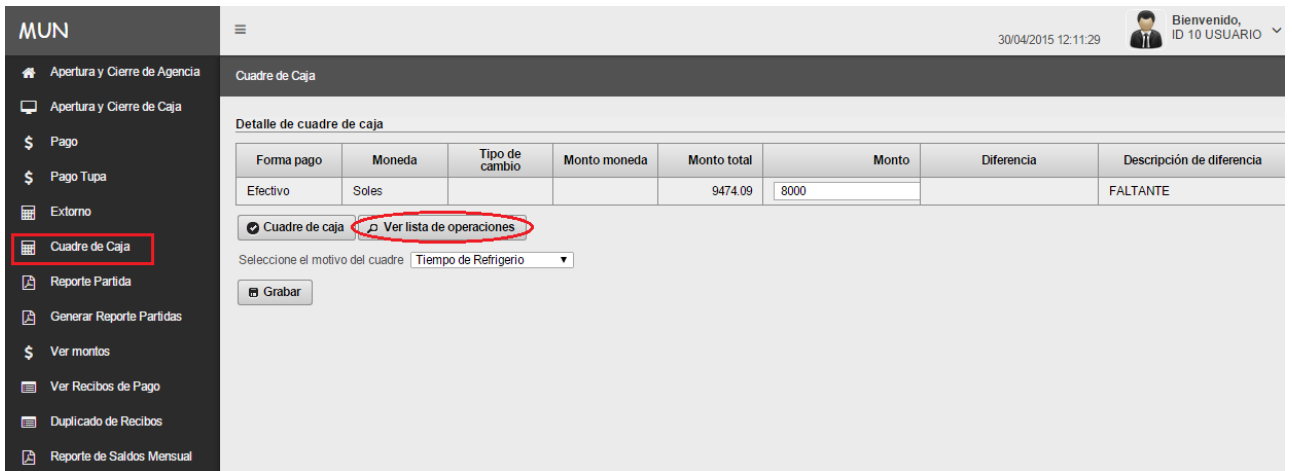 MUN
30/04/2015 12:11:29
Bienvenido,
ID 10 USUARIO
Apertura y Cierre de Agencia
Apertura y Cierre de Caja
Pago
Pago Tupa
Extorno
Cuadre de Caja
Reporte Partida
Generar Reporte Partidas
Ver montos
Ver Recibos de Pago
Duplicado de Recibos
Reporte de Saldos Mensual
Cuadre de Caja
Detalle de cuadre de caja
Forma pago Moneda Tipo de cambio Monto moneda Monto total Monto Diferencia Descripción de diferencia
Efectivo Soles 9474.09 8000 FALTANTE
Cuadre de caja Ver lista de operaciones
Seleccione el motivo del cuadre Tiempo de Refrigerio
Grabar